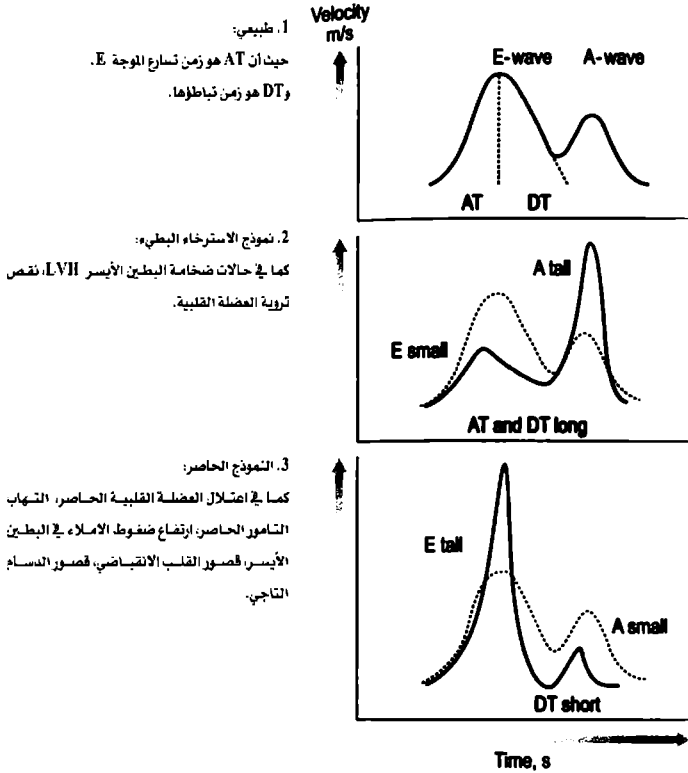 Velocity
m/s
1. طبيعي:
حيث أن AT هو زمن تسارع الموجة E.
وDT هو زمن تباطؤها.
E-wave A-wave
AT DT
2. نموذج الاسترخاء البطيء:
كما في حالات ضخامة البطين الأيسر LVH، نقص
تروية العضلة القلبية.
A tall
E small
AT and DT long
3. النموذج الحاصر:
كما في اعتلال العضلة القلبية الحاصر، التهاب
التامور الحاصر، ارتفاع ضغوط الاملاء في البطين
الأيسر، قصور القلب الانقباضي، قصور الدسام
التاجي.
E tall
A small
DT short
Time, s